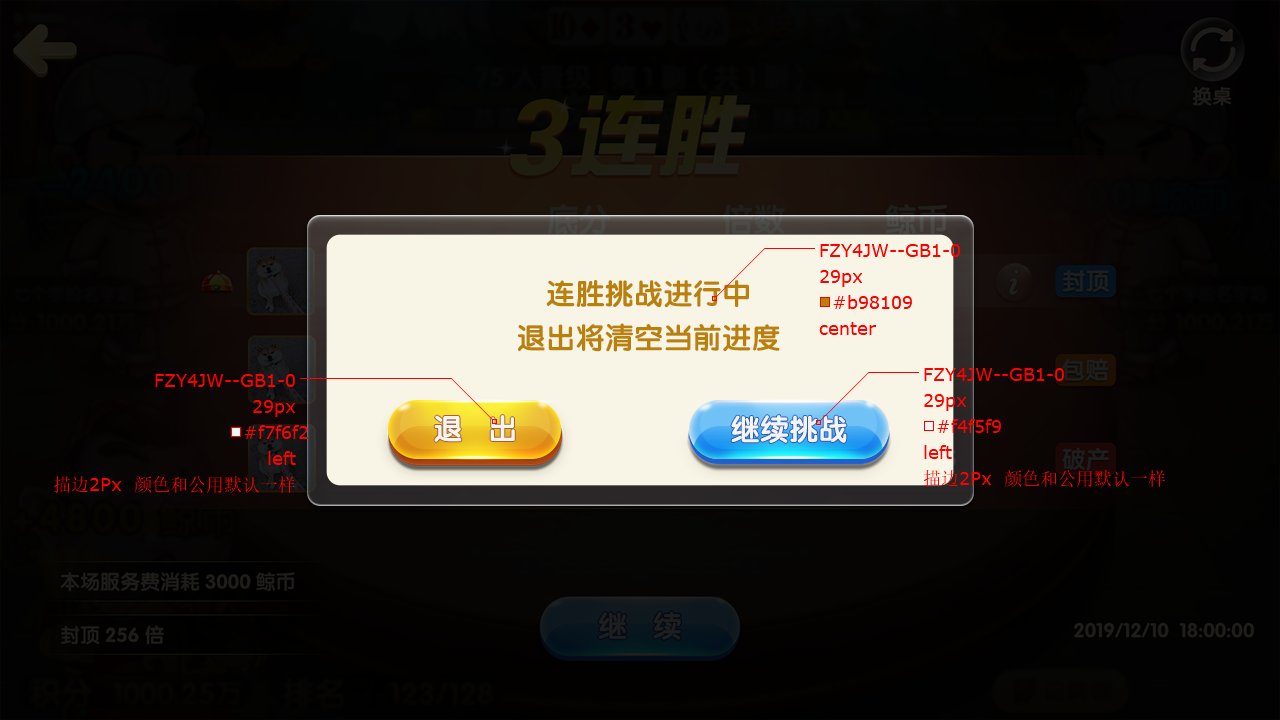 换桌
3连胜
底分 倍数 鲸币
FZY4JW--GB1-0
29px
#b98109
center
连胜挑战进行中
退出将清空当前进度
封顶
包赔
破产
FZY4JW--GB1-0
29px
#f7f6f2
left
描边2Px 颜色和公用默认一样
退 出
继续挑战
FZY4JW--GB1-0
29px
#f4f5f9
left
描边2Px 颜色和公用默认一样
本场服务费消耗 3000 鲸币
封顶 256 倍
继 续
2019/12/10 18:00:00
积分 1000.25万 排名 123/128